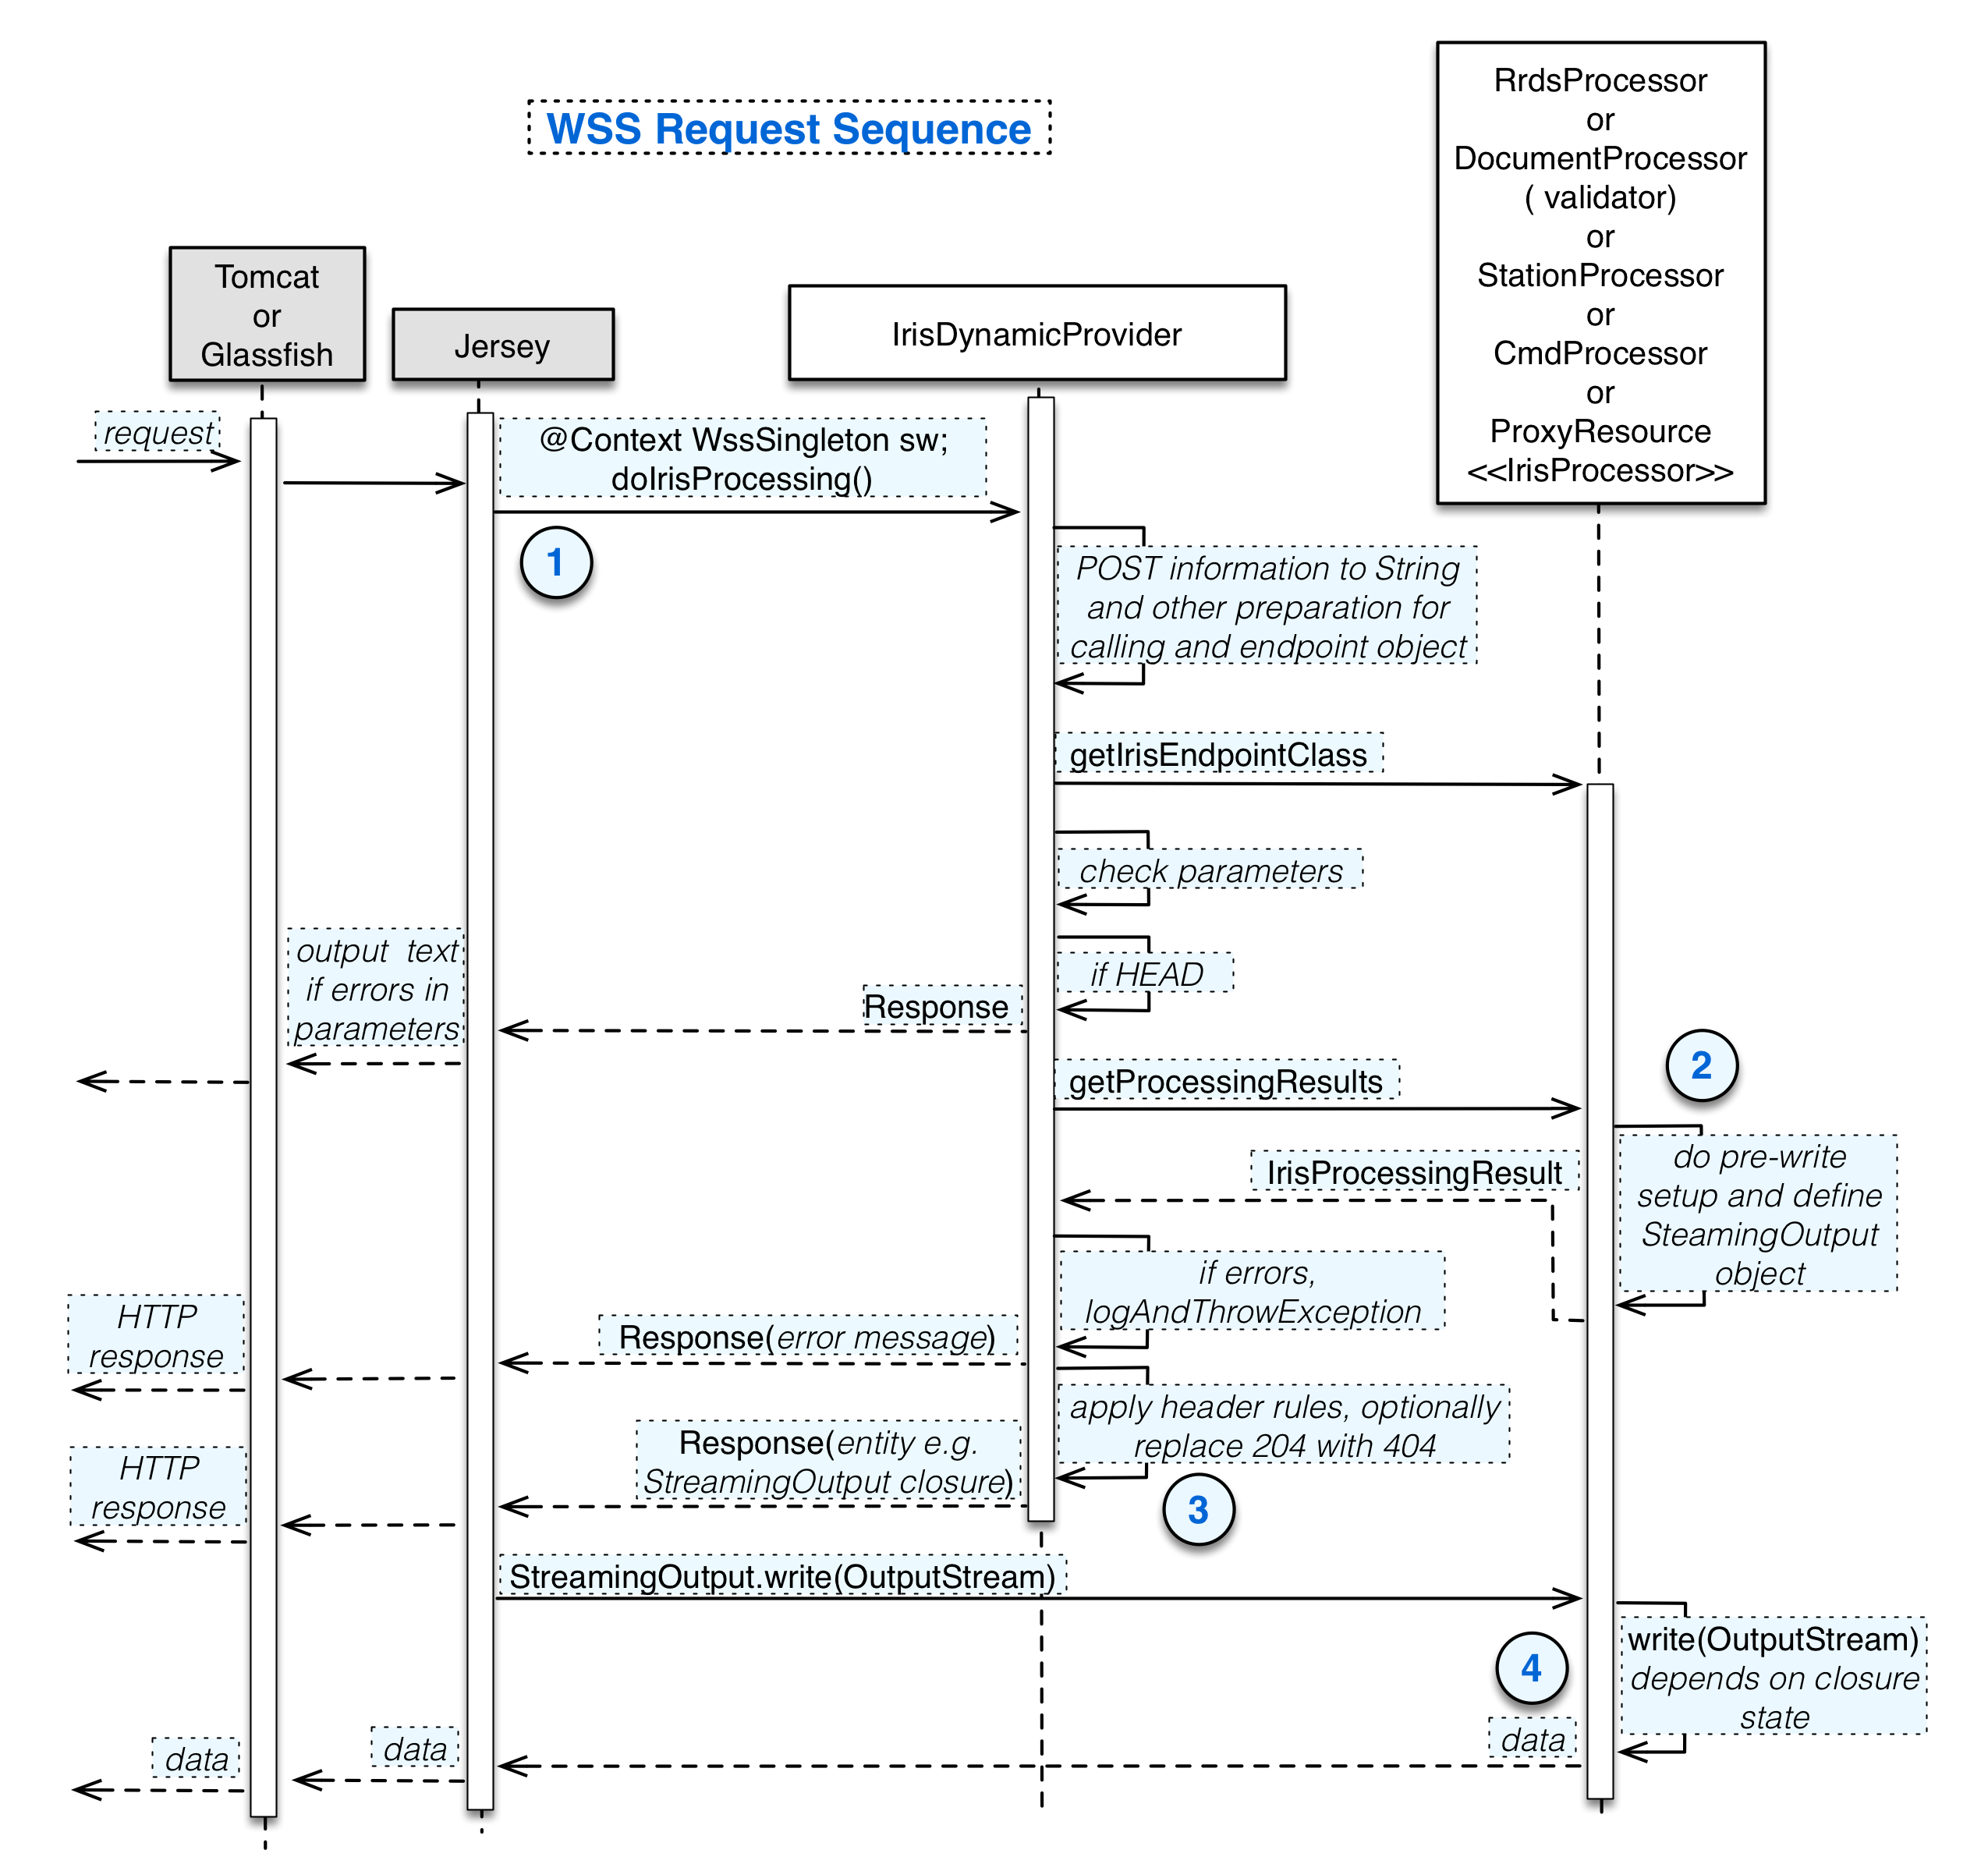 WSS Request Sequence
RrdsProcessor
or
DocumentProcessor
( validator)
or
StationProcessor
or
CmdProcessor
or
ProxyResource
<<IrisProcessor>>
Tomcat
or
Glassfish
Jersey
IrisDynamicProvider
request
@Context WssSingleton sw;
doIrisProcessing()
1
POST information to String
and other preparation for
calling and endpoint object
getIrisEndpointClass
check parameters
output text
if errors in
parameters
if HEAD
Response
getProcessingResults
2
do pre-write
setup and define
SteamingOutput
object
IrisProcessingResult
if errors,
logAndThrowException
HTTP
response
Response(error message)
apply header rules, optionally
replace 204 with 404
HTTP
response
Response(entity e.g.
StreamingOutput closure)
3
StreamingOutput.write(OutputStream)
4
write(OutputStream)
depends on closure
state
data
data
data